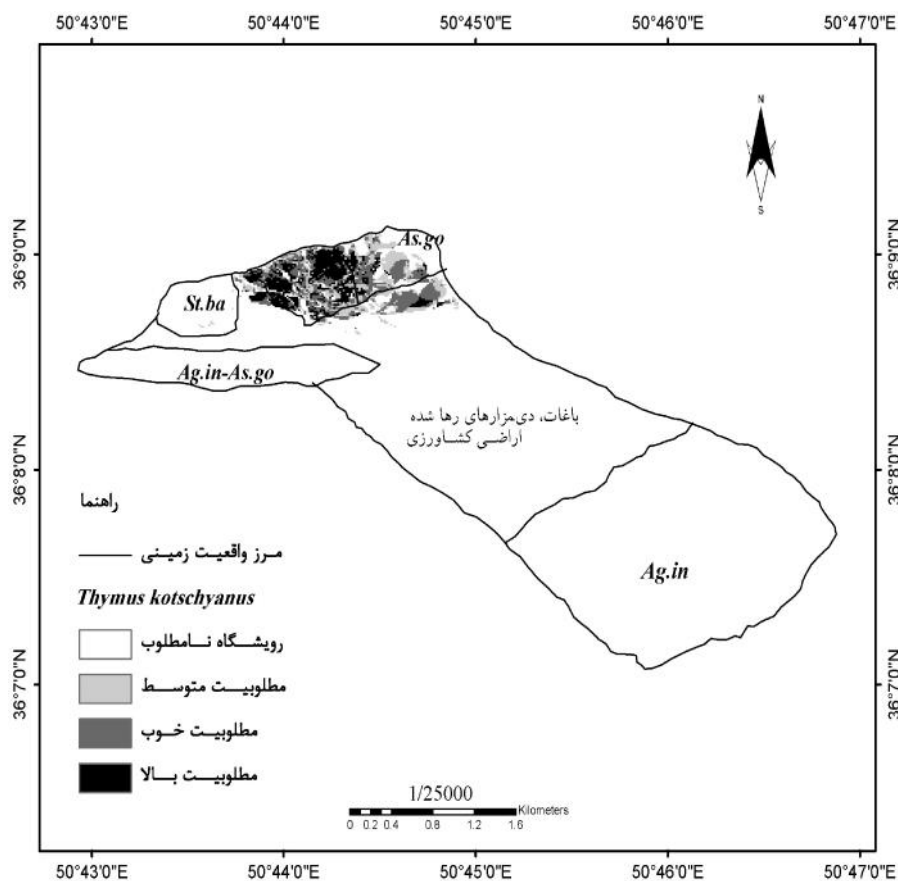 50°43'0"E 50°44'0"E 50°45'0"E 50°46'0"E 50°47'0"E
N
S
36°9'0"N 36°9'0"N
As.go
St.ba
Ag.in-As.go
باغات، دیمزارهای رها شده
اراضی کشاورزی
36°8'0"N 36°8'0"N
Ag.in
راهنما
مرز واقعیت زمینی
Thymus kotschyanus
رویشگاه نامطلوب
مطلوبیت متوسط
مطلوبیت خوب
مطلوبیت بالا
36°7'0"N 36°7'0"N
1/25000
Kilometers
0 0.2 0.4 0.8 1.2 1.6
50°43'0"E 50°44'0"E 50°45'0"E 50°46'0"E 50°47'0"E